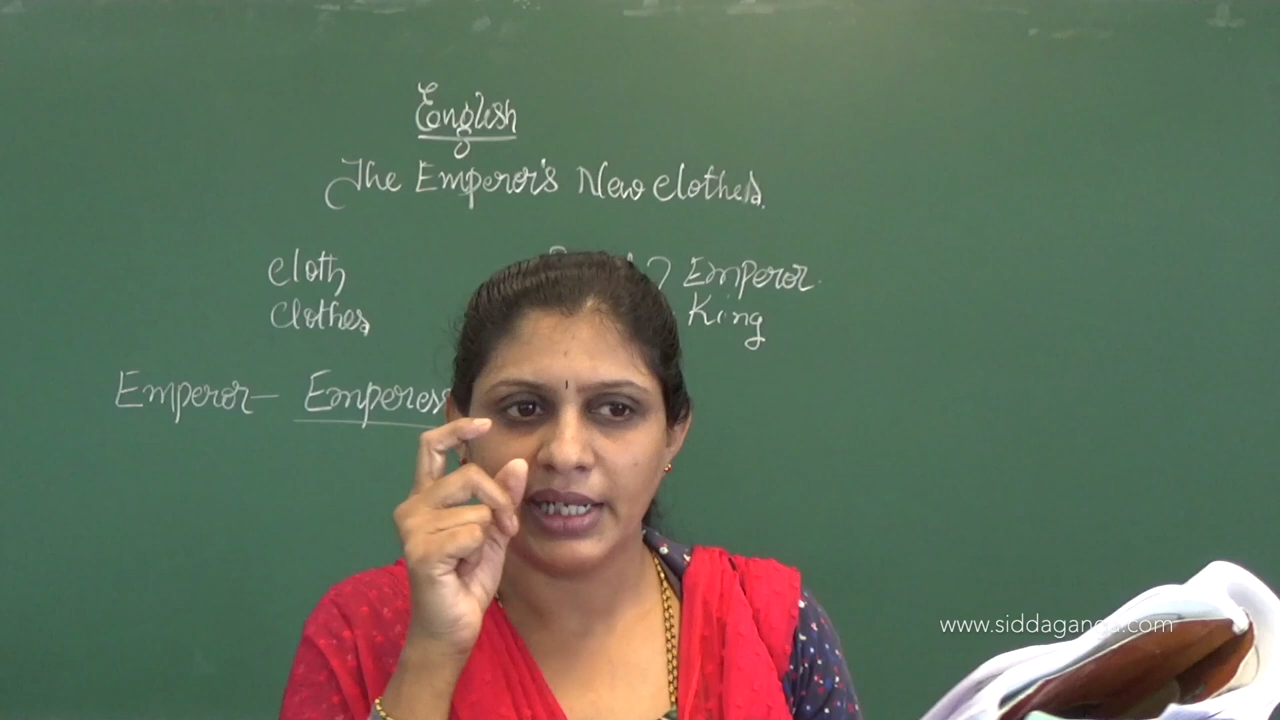 English
The Emperor's New Clothes.
cloth
clothes
Emperor.
King
Emperor - Emperess
www.siddaganga.com